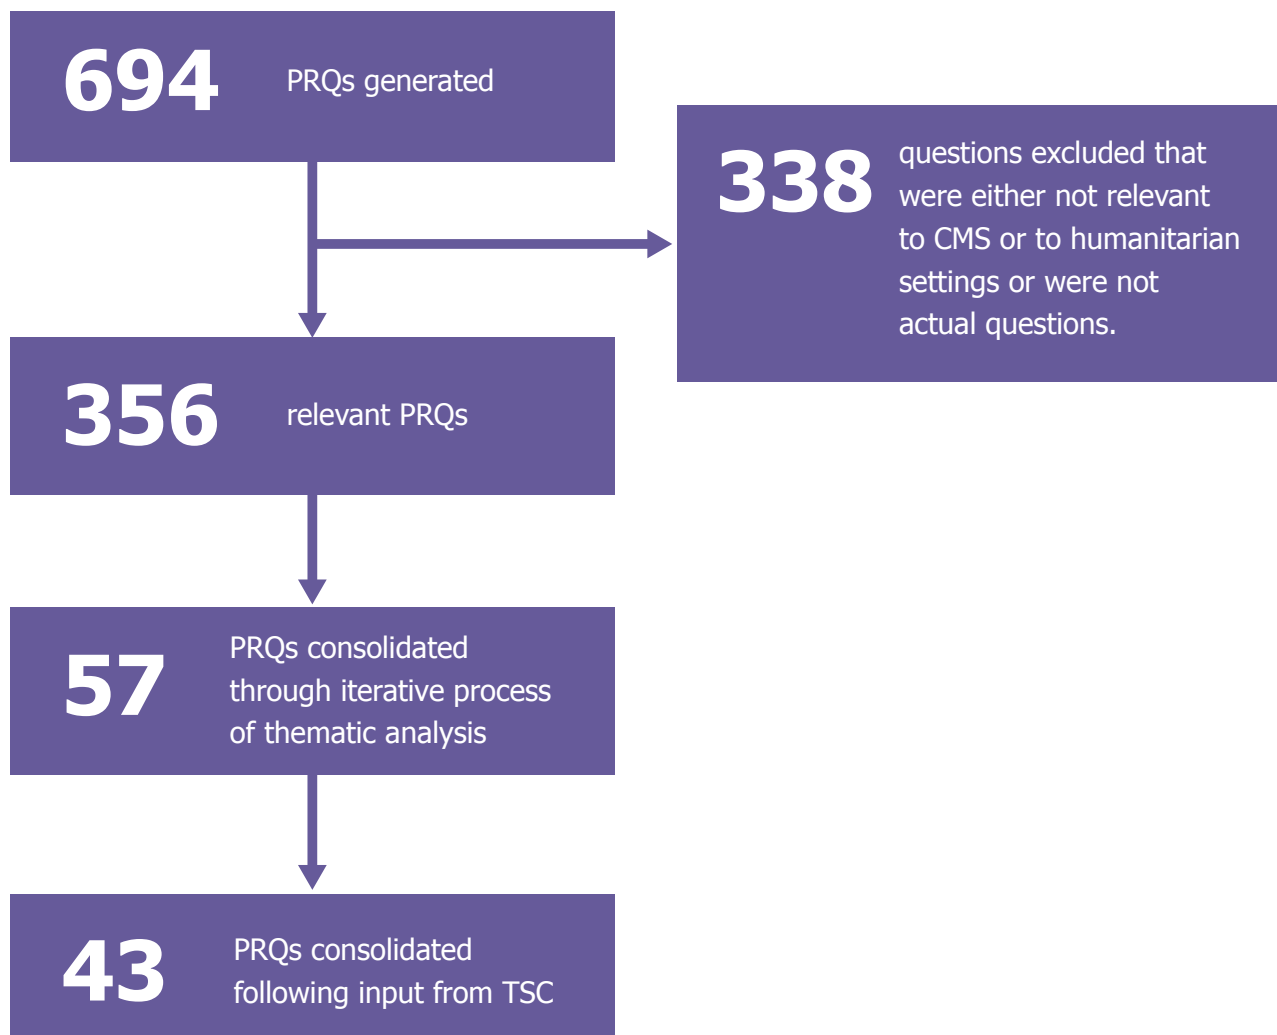 694 PRQs generated
338 questions excluded that
were either not relevant
to CMS or to humanitarian
settings or were not
actual questions.
356 relevant PRQs
57 PRQs consolidated
through iterative process
of thematic analysis
43 PRQs consolidated
following input from TSC